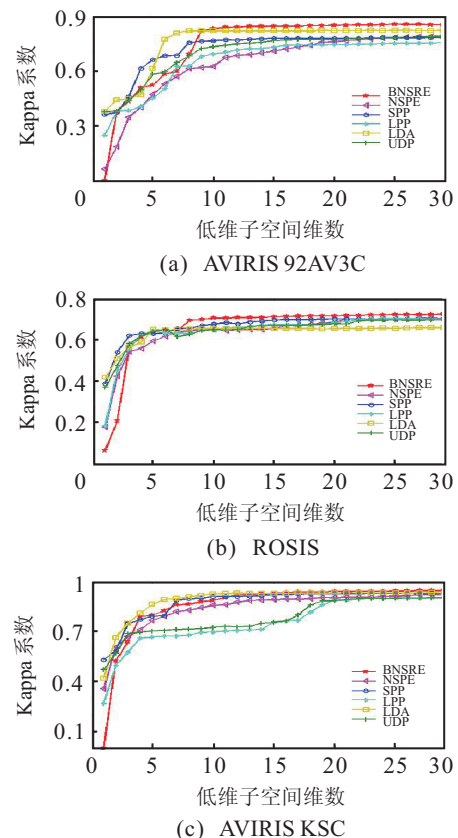 0.9
0.6
0.3
0
Kappa 系数
BNSRE
NSPE
SPP
LPP
LDA
UDP
5 10 15 20 25 30
低维子空间维数
(a) AVIRIS 92AV3C
0.8
0.6
0.4
0.2
Kappa 系数
BNSRE
NSPE
SPP
LPP
LDA
UDP
0 5 10 15 20 25 30
低维子空间维数
(b) ROSIS
1
0.7
0.4
0.1
Kappa 系数
BNSRE
NSPE
SPP
LPP
LDA
UDP
0 5 10 15 20 25 30
低维子空间维数
(c) AVIRIS KSC